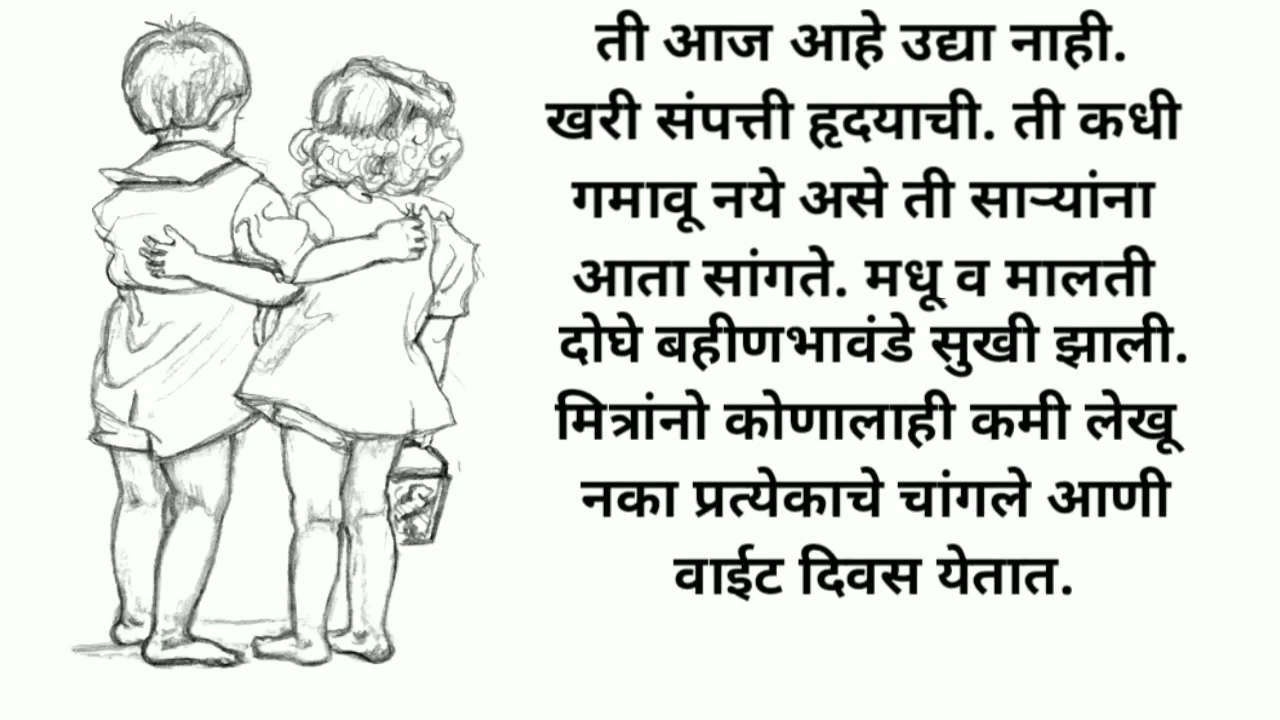 ती आज आहे उद्या नाही.
खरी संपत्ती हृदयाची. ती कधी
गमावू नये असे ती साऱ्यांना
आता सांगते. मधू व मालती
दोघे बहीणभावंडे सुखी झाली.
मित्रांनो कोणालाही कमी लेखू
नका प्रत्येकाचे चांगले आणी
वाईट दिवस येतात.